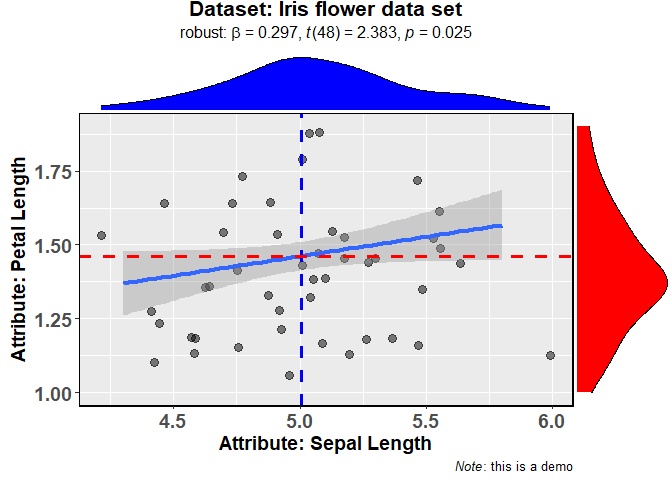 Dataset: Iris flower data set
robust: β = 0.297, t(48) = 2.383, p = 0.025
Attribute: Petal Length
1.75
1.50
1.25
1.00
4.5 5.0 5.5 6.0
Attribute: Sepal Length
Note: this is a demo